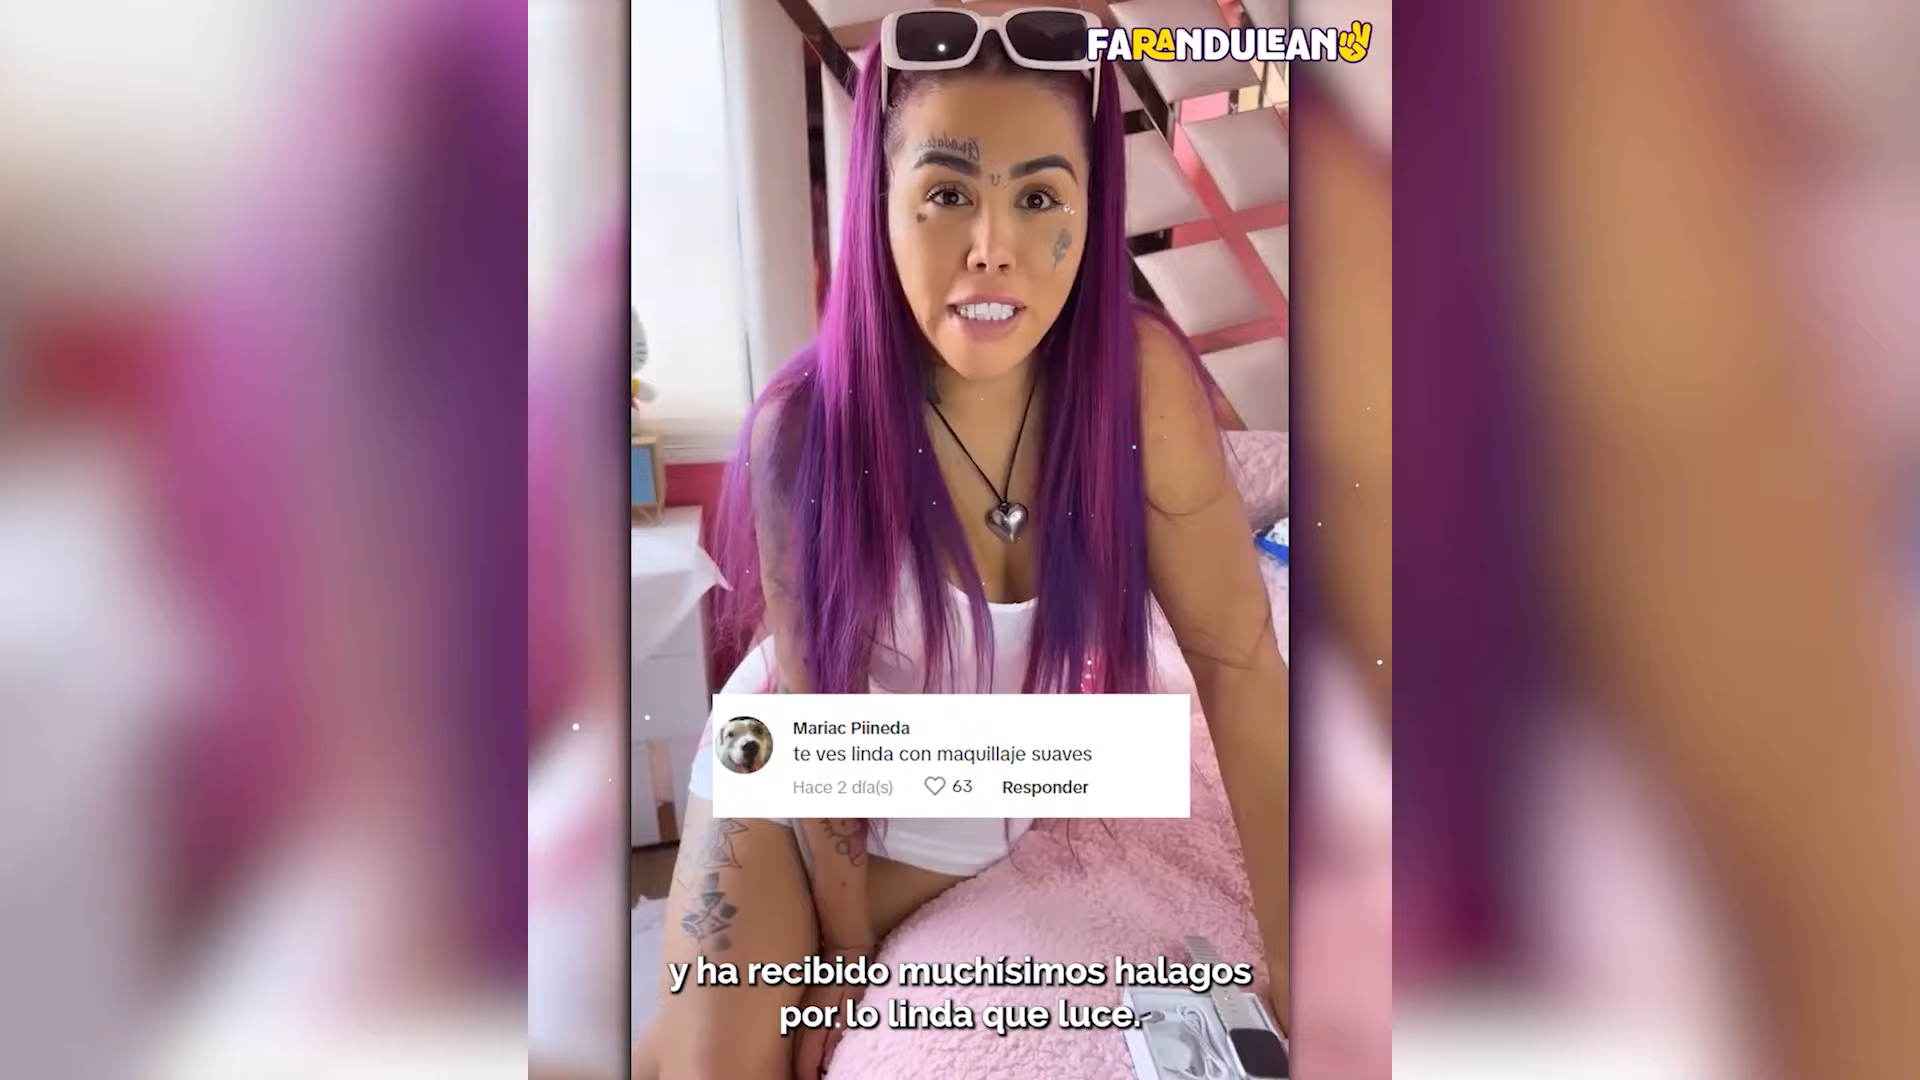 FARANDULEANO
Mariac Piineda
te ves linda con maquillaje suaves
Hace 2 día(s) 63 Responder
y ha recibido muchísimos halagos
por lo linda que luce.